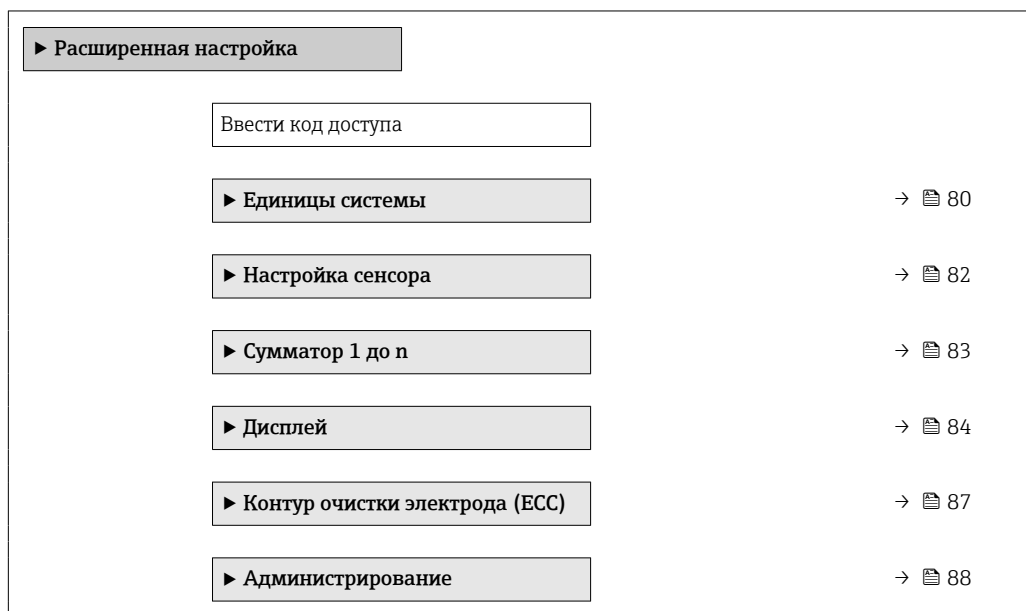 ▶ Расширенная настройка
Ввести код доступа
▶ Единицы системы → 80
▶ Настройка сенсора → 82
▶ Сумматор 1 до n → 83
▶ Дисплей → 84
▶ Контур очистки электрода (ECC) → 87
▶ Администрирование → 88